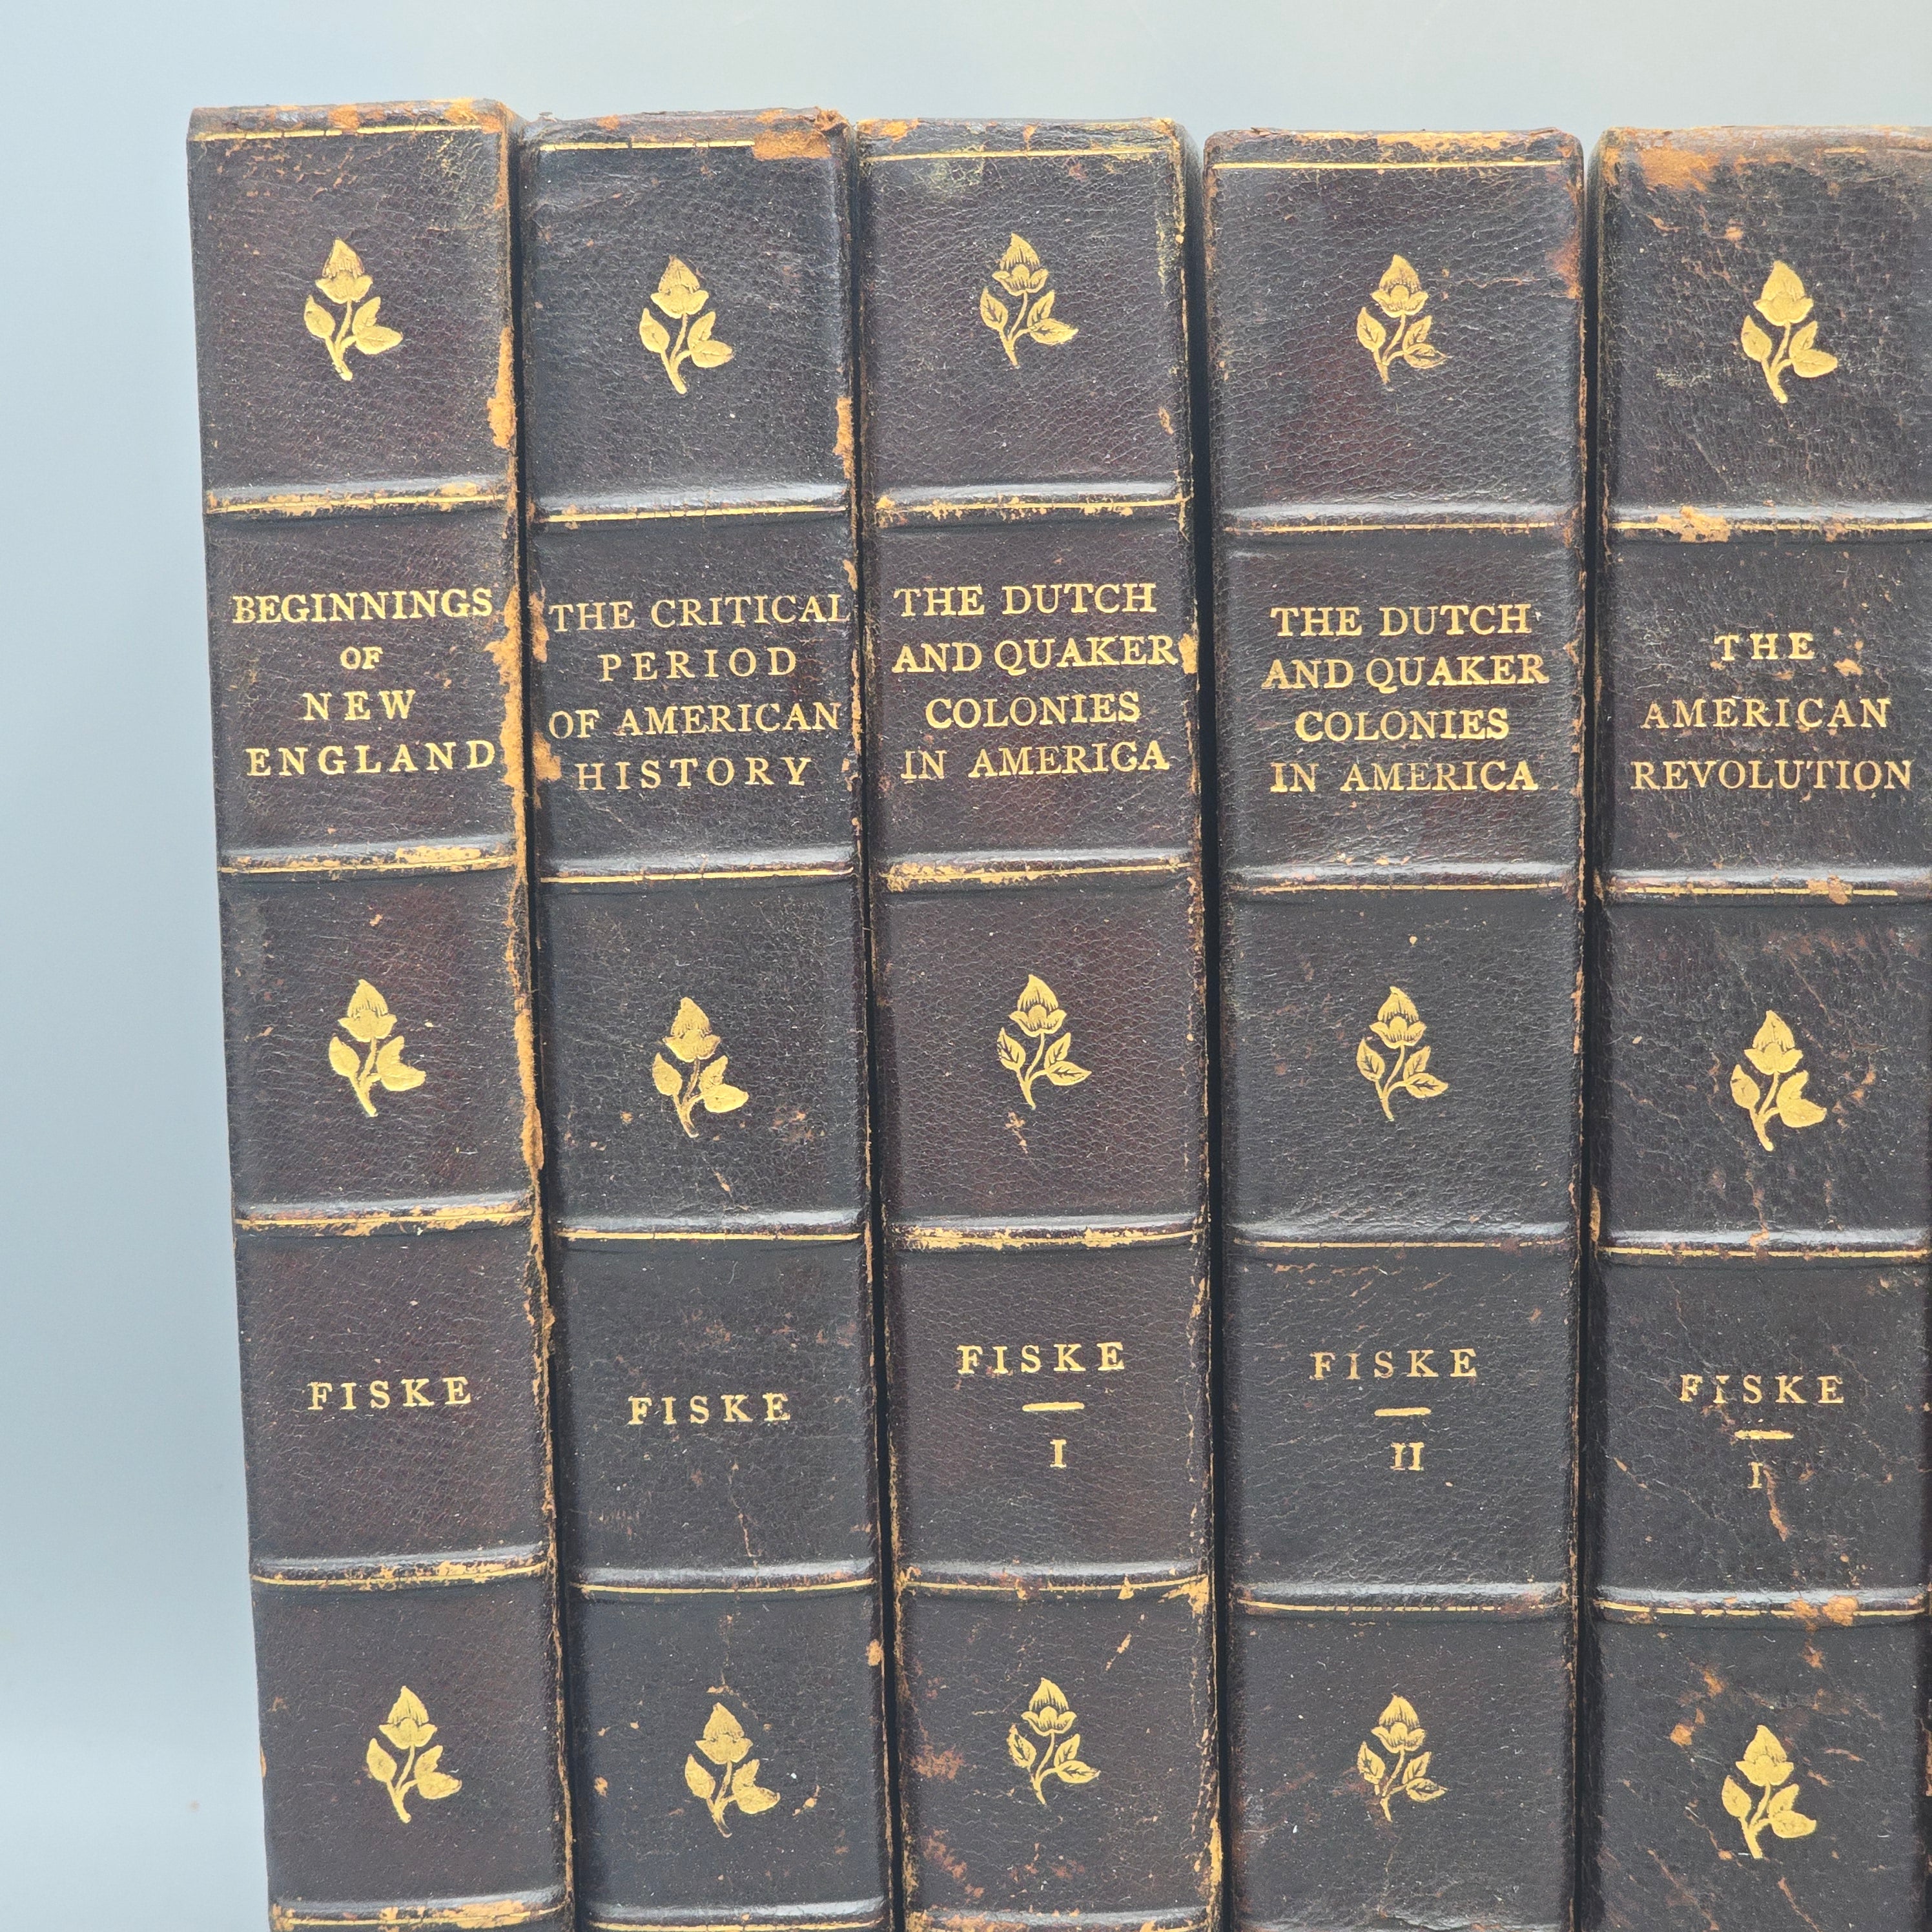 BEGINNINGS
OF
NEW
ENGLAND
FISKE
THE CRITICAL
PERIOD
OF AMERICAN
HISTORY
FISKE
THE DUTCH
AND QUAKER
COLONIES
IN AMERICA
FISKE
I
THE DUTCH
AND QUAKER
COLONIES
IN AMERICA
FISKE
II
THE
AMERICAN
REVOLUTION
FISKE
I